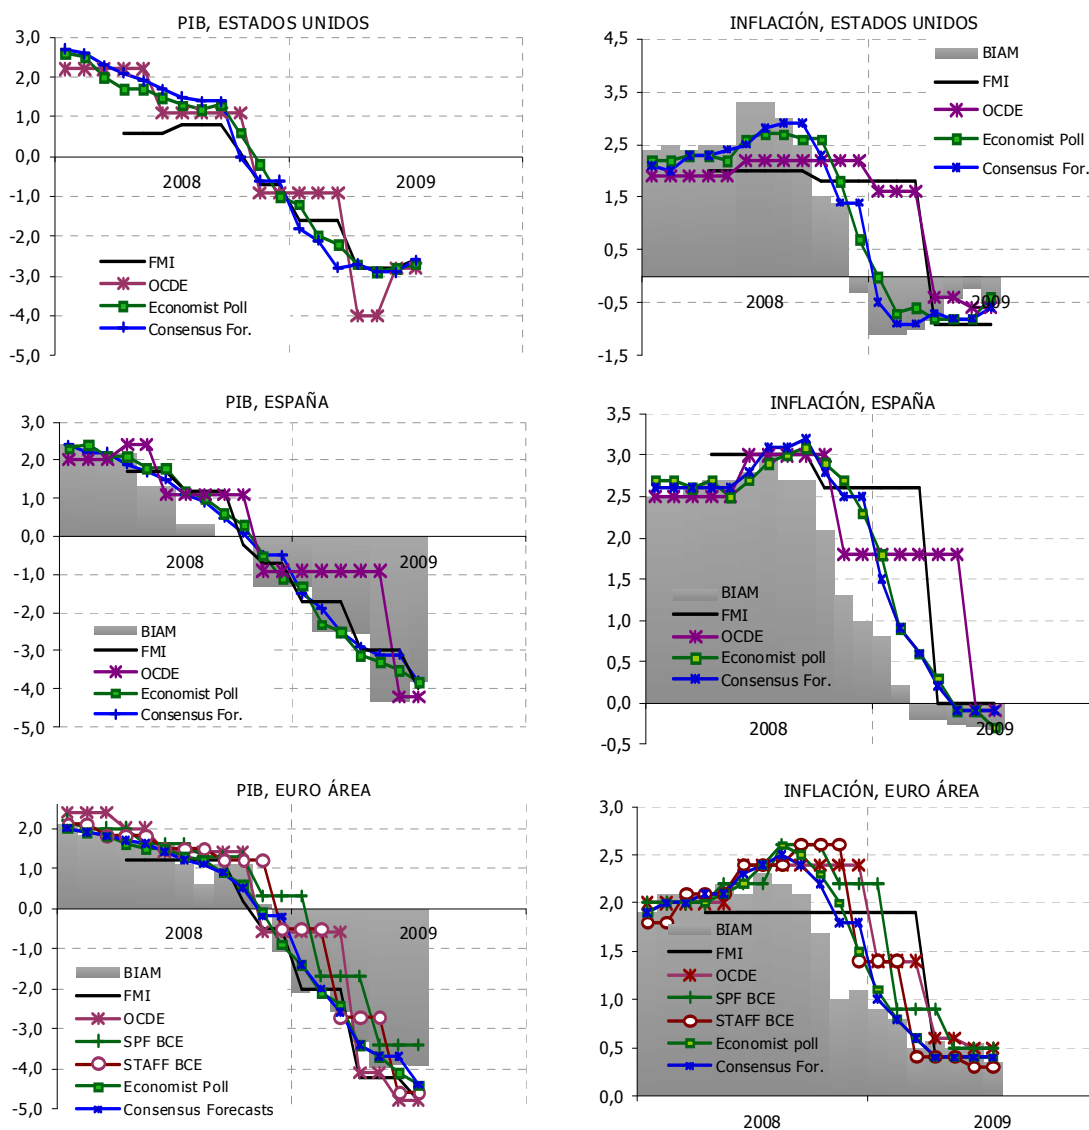 PIB, ESTADOS UNIDOS
3,0
2,0
1,0
0,0
-1,0
-2,0
-3,0
-4,0
-5,0
2008
2009
FMI
OCDE
Economist Poll
Consensus For.
INFLACIÓN, ESTADOS UNIDOS
4,5
3,5
2,5
1,5
0,5
-0,5
-1,5
2008
2009
BIAM
FMI
OCDE
Economist Poll
Consensus For.
PIB, ESPAÑA
3,0
2,0
1,0
0,0
-1,0
-2,0
-3,0
-4,0
-5,0
2008
2009
BIAM
FMI
OCDE
Economist Poll
Consensus For.
INFLACIÓN, ESPAÑA
3,5
3,0
2,5
2,0
1,5
1,0
0,5
0,0
-0,5
2008
2009
BIAM
FMI
OCDE
Economist poll
Consensus For.
PIB, EURO ÁREA
2,0
1,0
0,0
-1,0
-2,0
-3,0
-4,0
-5,0
2008
2009
BIAM
FMI
OCDE
SPF BCE
STAFF BCE
Economist Poll
Consensus Forecasts
INFLACIÓN, EURO ÁREA
3,0
2,5
2,0
1,5
1,0
0,5
0,0
2008
2009
BIAM
FMI
OCDE
SPF BCE
STAFF BCE
Economist poll
Consensus For.